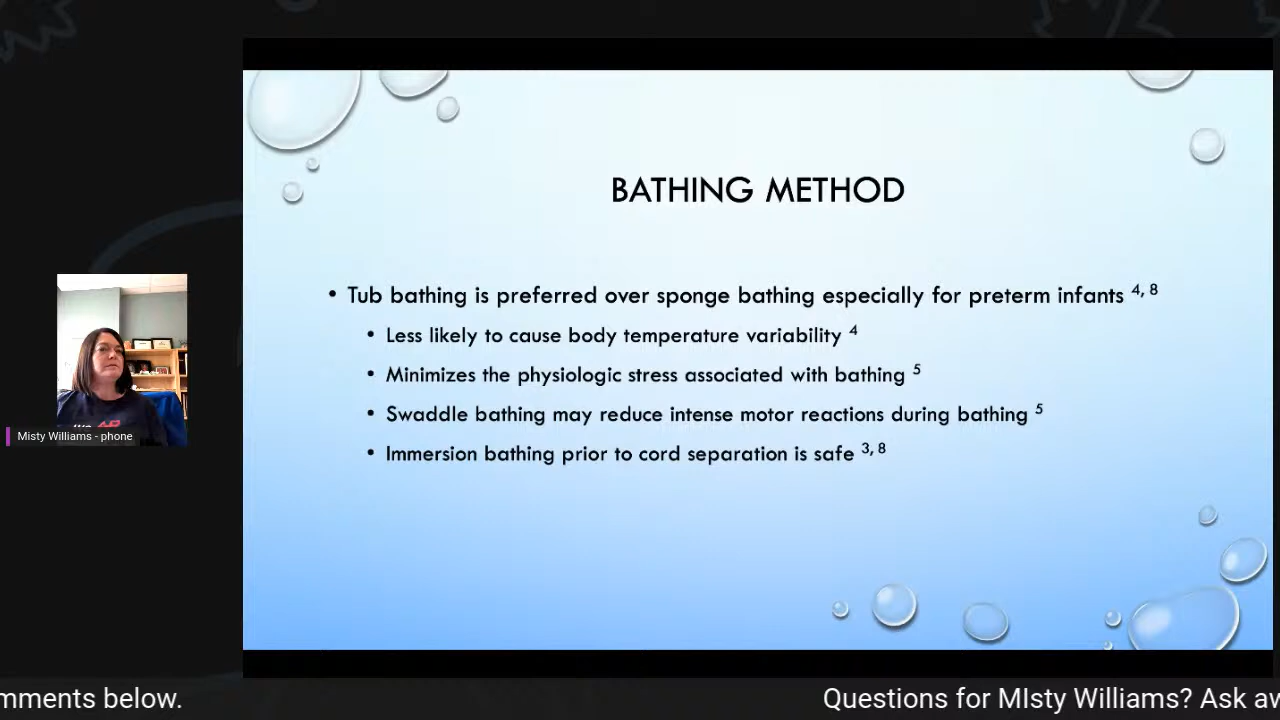 BATHING METHOD
• Tub bathing is preferred over sponge bathing especially for preterm infants 4, 8
• Less likely to cause body temperature variability 4
• Minimizes the physiologic stress associated with bathing 5
• Swaddle bathing may reduce intense motor reactions during bathing 5
• Immersion bathing prior to cord separation is safe 3, 8
Misty Williams - phone
mments below.
Questions for MIsty Williams? Ask aw